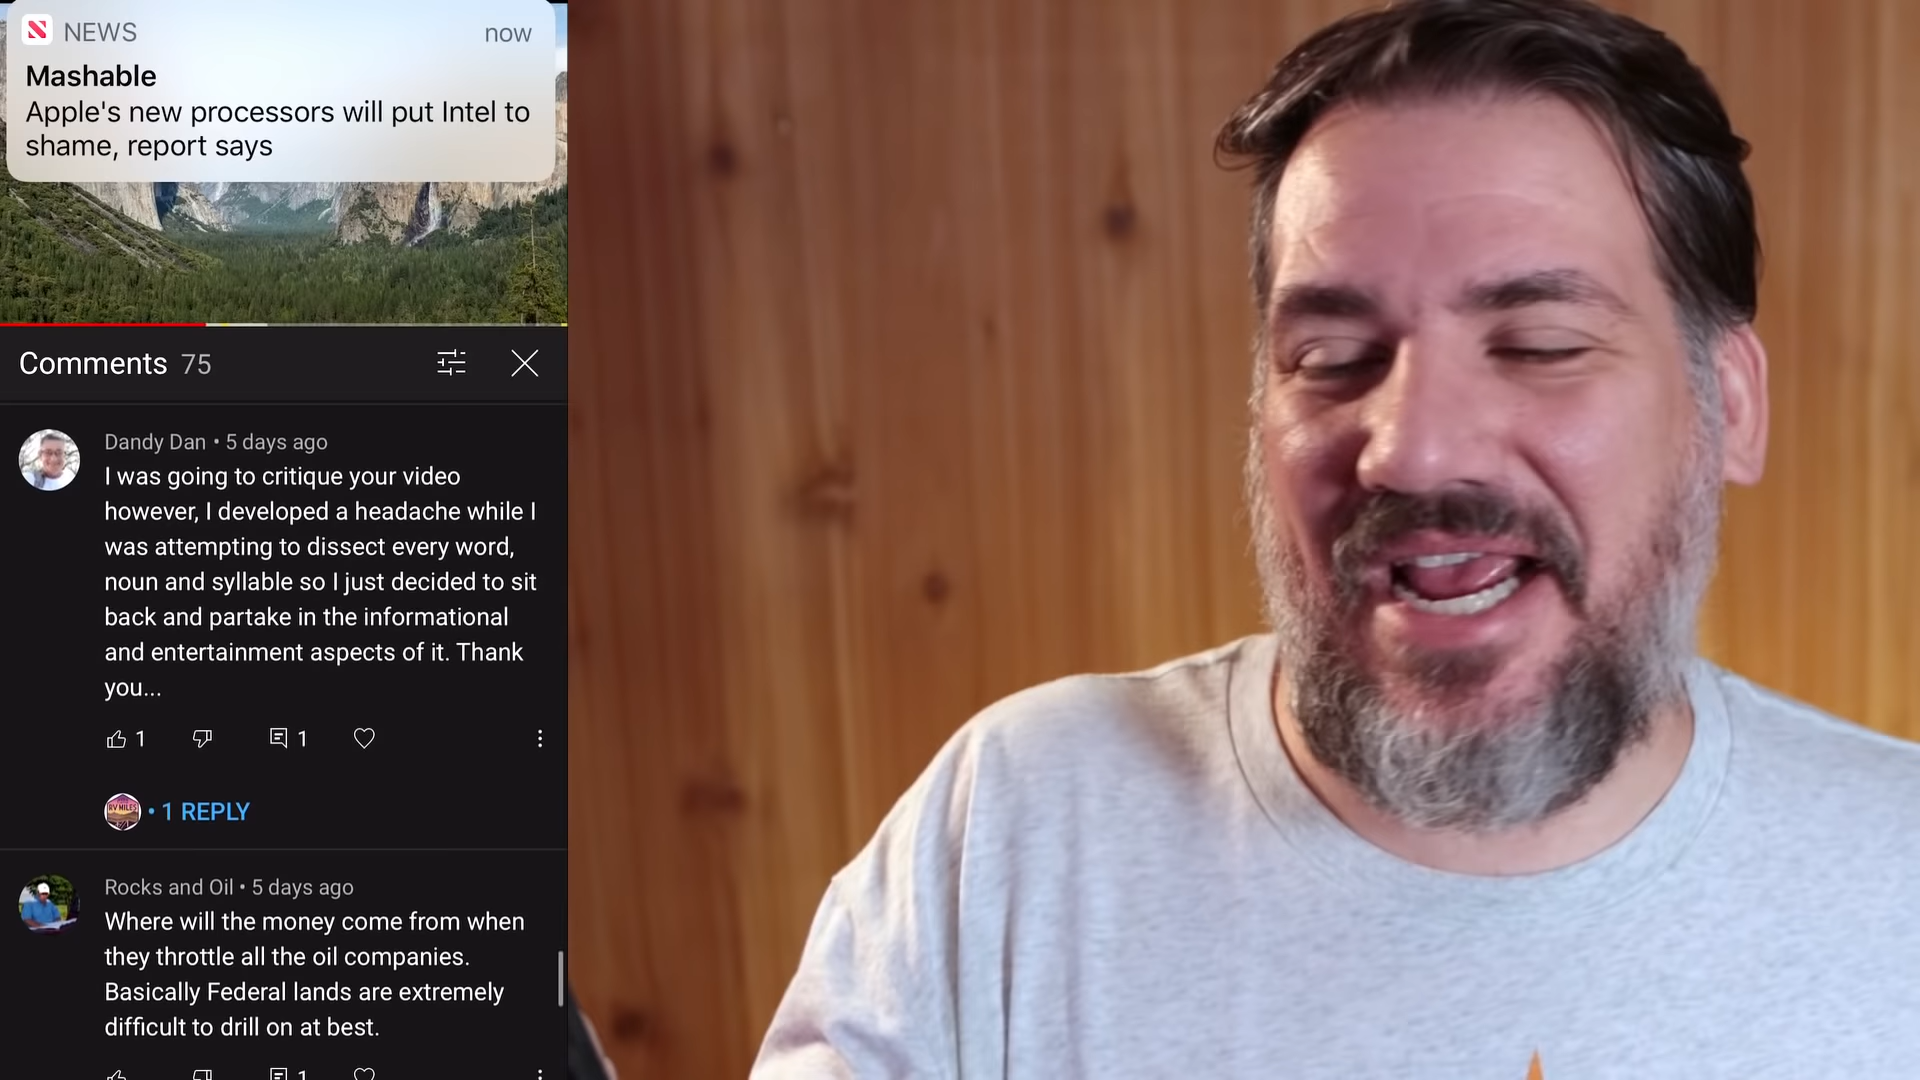 NEWS
now
Mashable
Apple's new processors will put Intel to
shame, report says
Comments 75
Dandy Dan • 5 days ago
I was going to critique your video
however, I developed a headache while I
was attempting to dissect every word,
noun and syllable so I just decided to sit
back and partake in the informational
and entertainment aspects of it. Thank
you...
1
1
RV MILES
• 1 REPLY
Rocks and Oil • 5 days ago
Where will the money come from when
they throttle all the oil companies.
Basically Federal lands are extremely
difficult to drill on at best.
1